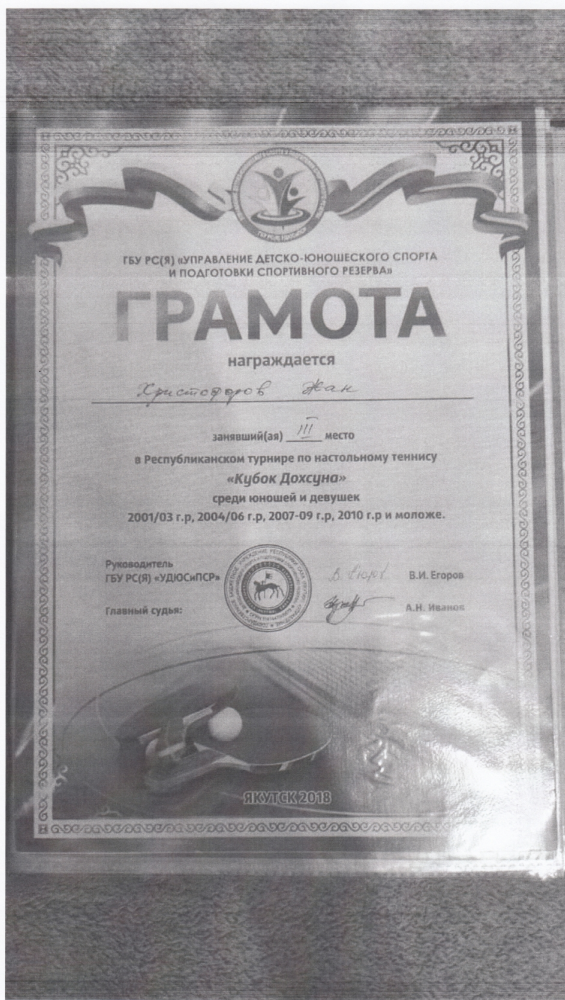 ГБУ РС(Я) «УПРАВЛЕНИЕ ДЕТСКО-ЮНОШЕСКОГО СПОРТА
И ПОДГОТОВКИ СПОРТИВНОГО РЕЗЕРВА»
ГРАМОТА
награждается
Христофоров Жан
занявший(ая) III место
в Республиканском турнире по настольному теннису
«Кубок Дохсуна»
среди юношей и девушек
2001/03 г.р, 2004/06 г.р, 2007-09 г.р, 2010 г.р и моложе.
Руководитель
ГБУ РС(Я) «УДЮСиПСР» В.И. Егоров
Главный судья: А.Н. Иванов
ЯКУТСК 2018